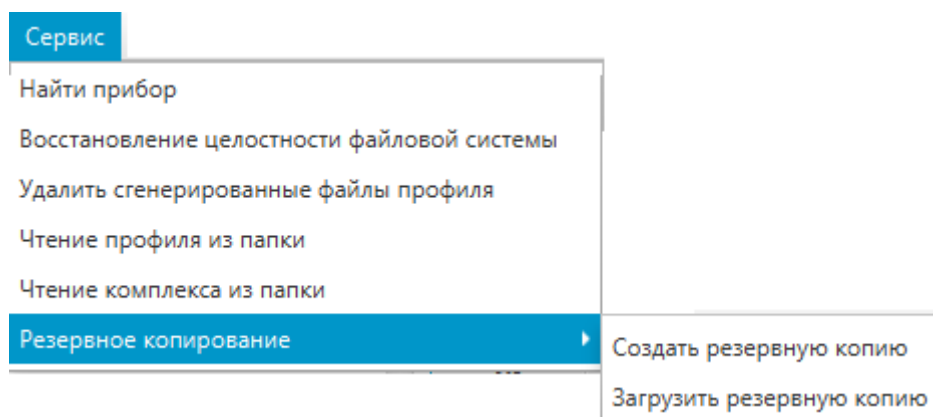 Сервис
Найти прибор
Восстановление целостности файловой системы
Удалить сгенерированные файлы профиля
Чтение профиля из папки
Чтение комплекса из папки
Резервное копирование
Создать резервную копию
Загрузить резервную копию